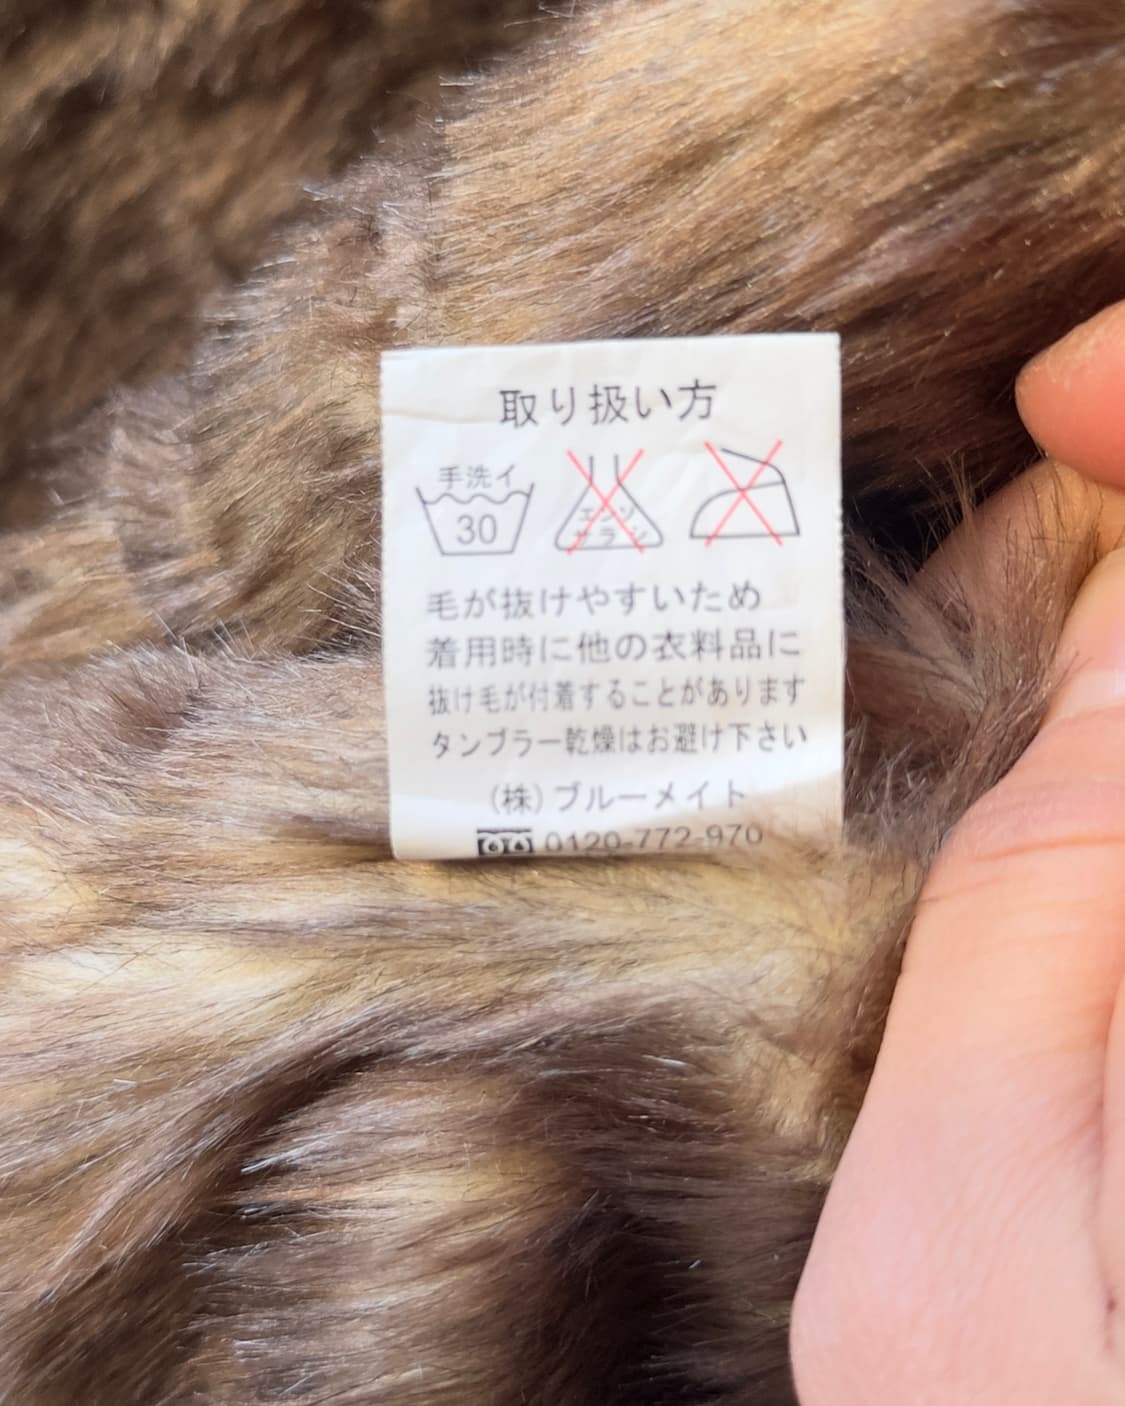 取り扱い方
手洗イ
30
エンソ
サラシ
毛が抜けやすいため
着用時に他の衣料品に
抜け毛が付着することがあります
タンブラー乾燥はお避け下さい
(株)ブルーメイト
0120-772-970